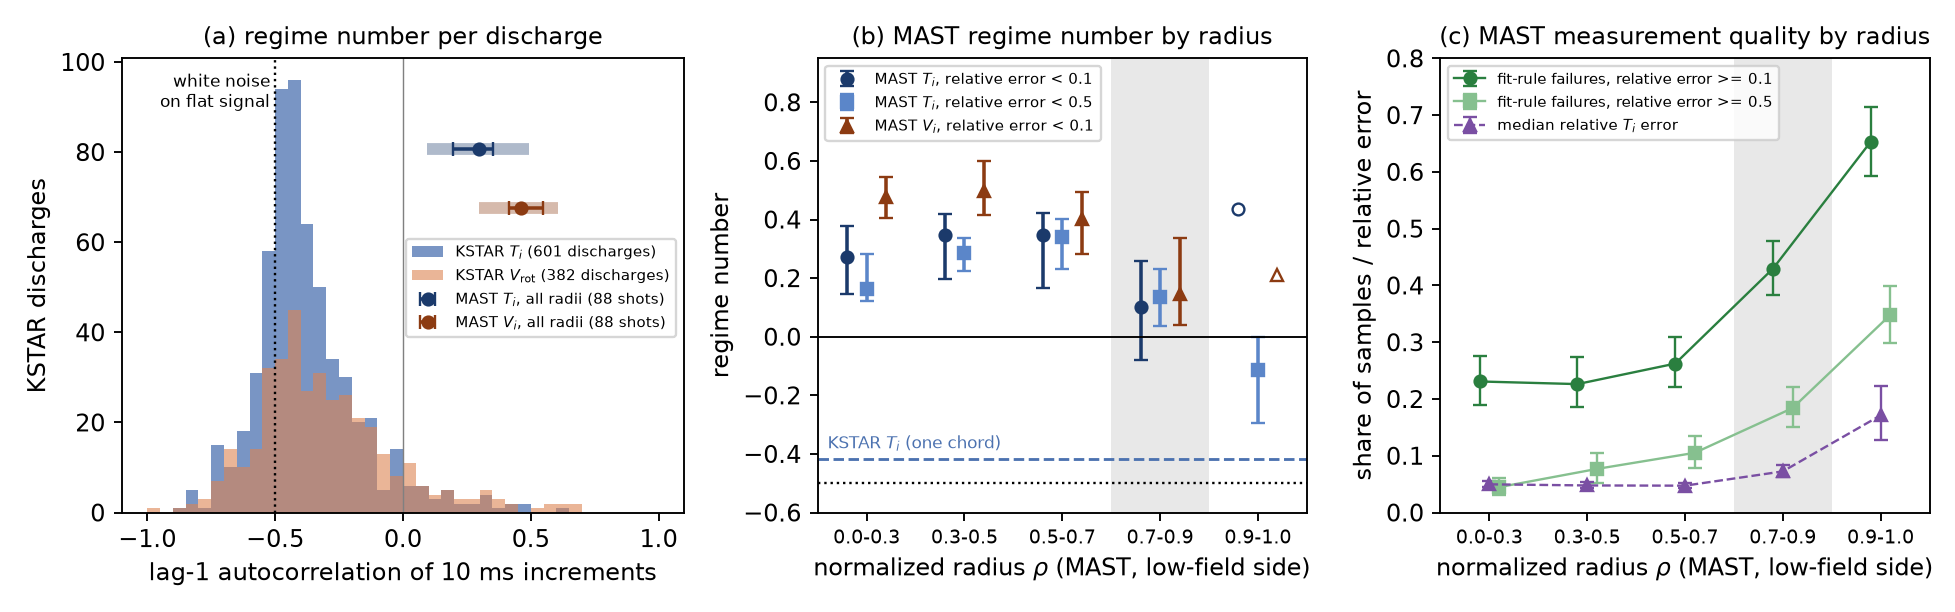 (a) regime number per discharge
KSTAR discharges
100
80
60
40
20
0
white noise
on flat signal
KSTAR Ti (601 discharges)
KSTAR Vrot (382 discharges)
MAST Ti, all radii (88 shots)
MAST Vi, all radii (88 shots)
−1.0 −0.5 0.0 0.5 1.0
lag-1 autocorrelation of 10 ms increments
(b) MAST regime number by radius
regime number
0.8
0.6
0.4
0.2
0.0
−0.2
−0.4
−0.6
MAST Ti, relative error < 0.1
MAST Ti, relative error < 0.5
MAST Vi, relative error < 0.1
KSTAR Ti (one chord)
0.0-0.3 0.3-0.5 0.5-0.7 0.7-0.9 0.9-1.0
normalized radius ρ (MAST, low-field side)
(c) MAST measurement quality by radius
share of samples / relative error
0.8
0.7
0.6
0.5
0.4
0.3
0.2
0.1
0.0
fit-rule failures, relative error >= 0.1
fit-rule failures, relative error >= 0.5
median relative Ti error
0.0-0.3 0.3-0.5 0.5-0.7 0.7-0.9 0.9-1.0
normalized radius ρ (MAST, low-field side)